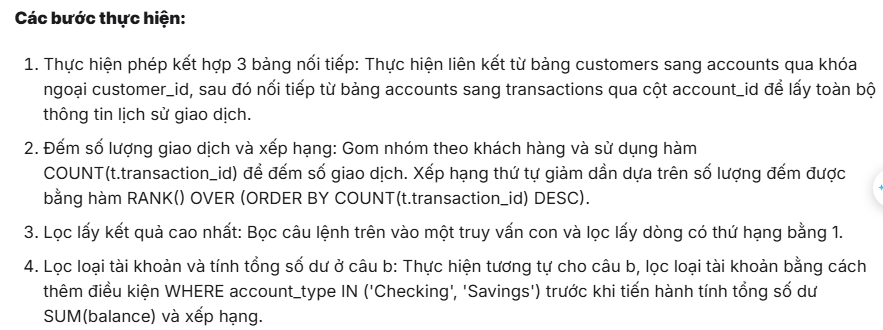 Các bước thực hiện:
1. Thực hiện phép kết hợp 3 bảng nối tiếp: Thực hiện liên kết từ bảng customers sang accounts qua khóa
ngoại customer_id, sau đó nối tiếp từ bảng accounts sang transactions qua cột account_id để lấy toàn bộ
thông tin lịch sử giao dịch.
2. Đếm số lượng giao dịch và xếp hạng: Gom nhóm theo khách hàng và sử dụng hàm
COUNT(t.transaction_id) để đếm số giao dịch. Xếp hạng thứ tự giảm dần dựa trên số lượng đếm được
bằng hàm RANK() OVER (ORDER BY COUNT(t.transaction_id) DESC).
3. Lọc lấy kết quả cao nhất: Bọc câu lệnh trên vào một truy vấn con và lọc lấy dòng có thứ hạng bằng 1.
4. Lọc loại tài khoản và tính tổng số dư ở câu b: Thực hiện tương tự cho câu b, lọc loại tài khoản bằng cách
thêm điều kiện WHERE account_type IN ('Checking', 'Savings') trước khi tiến hành tính tổng số dư
SUM(balance) và xếp hạng.